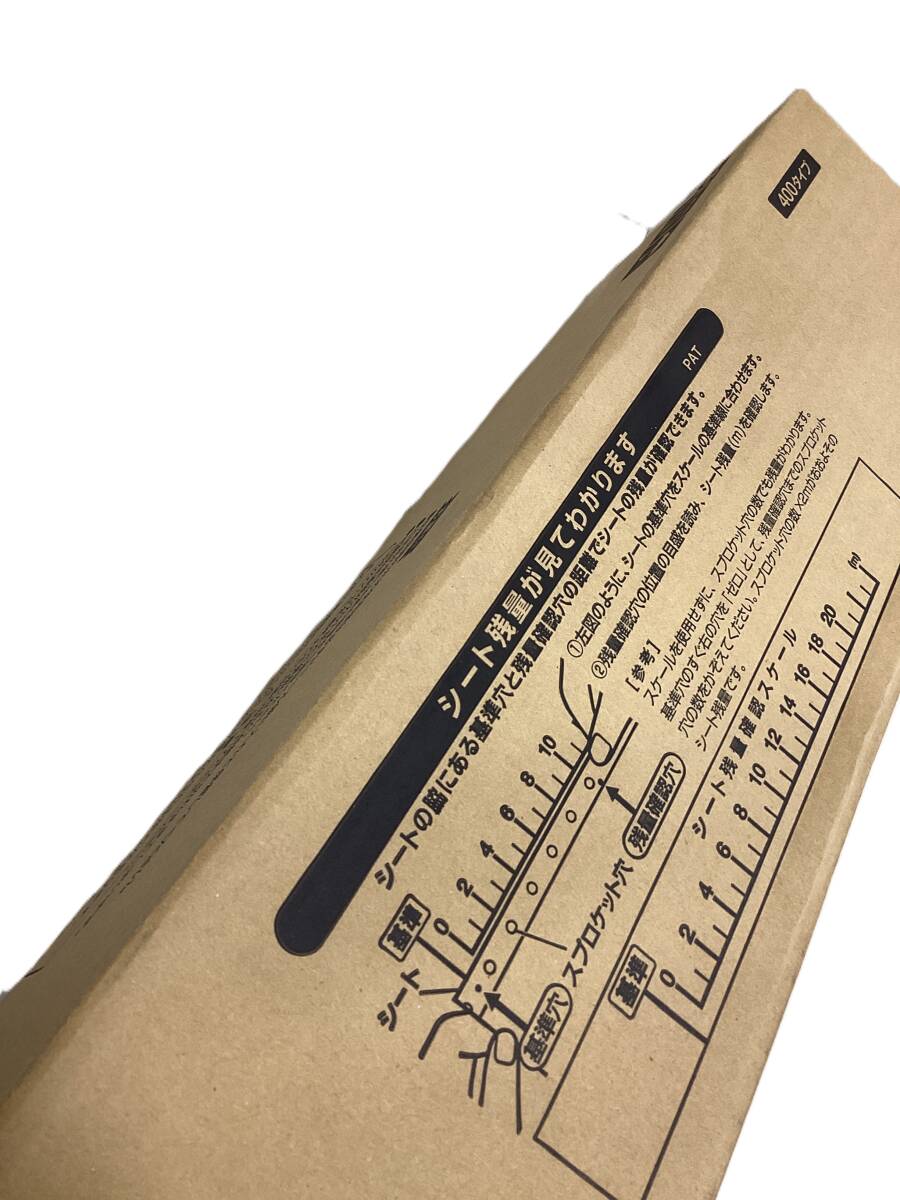 400タイプ
シート残量が見てわかります
PAT
シートの脇にある基準穴と残量確認穴の距離でシートの残量が確認できます。
①左図のように、シートの基準穴をスケールの基準線に合わせます。
②残量確認穴の位置の目盛を読み、シート残量(m)を確認します。
[参考]
スケールを使用せずに、スプロケット穴の数でも残量がわかります。
基準穴のすぐ右の穴を「ゼロ」として、残量確認穴までのスプロケット
穴の数をかぞえてください。スプロケット穴の数×2mがおおよその
シート残量です。
基準
0 2 4 6 8 10
シート
基準穴
スプロケット穴
残量確認穴
シート残量確認スケール
基準
0 2 4 6 8 10 12 14 16 18 20 (m)